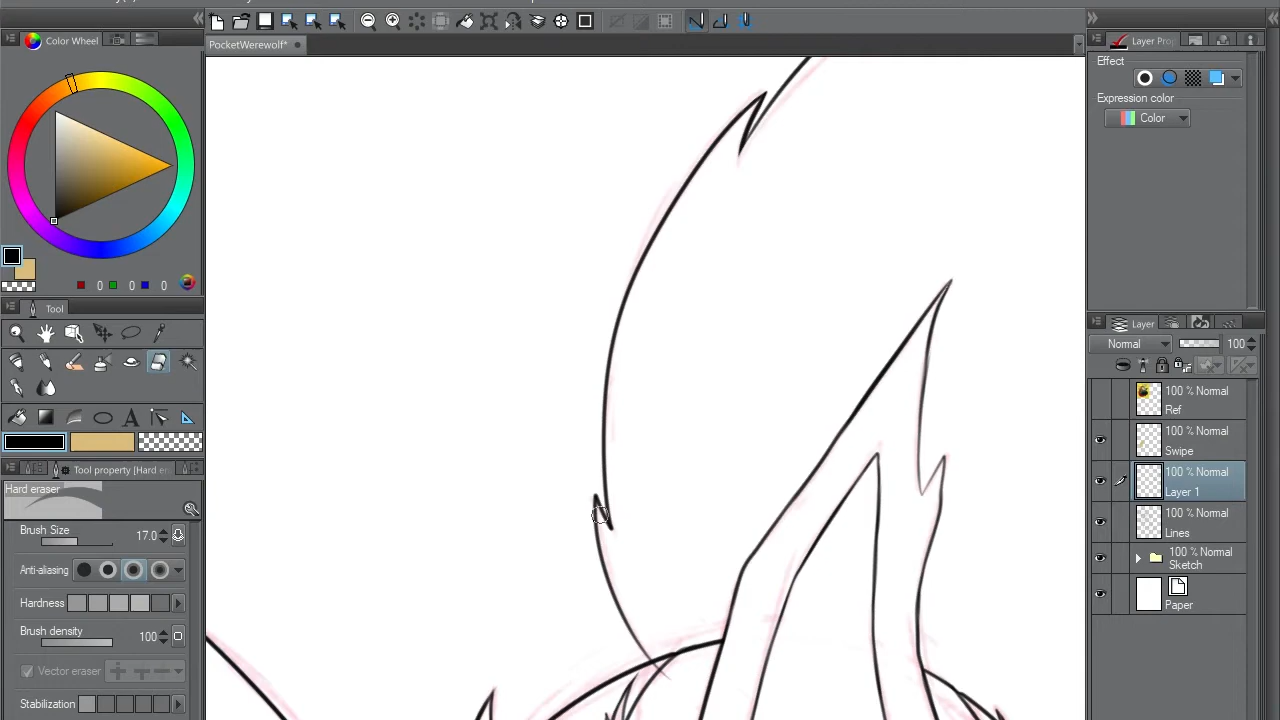 PocketWerewolf*
Color Wheel
0 0 0
Tool
Tool property [Hard er
Hard eraser
Brush Size 17.0
Anti-aliasing
Hardness
Brush density 100
Vector eraser
Stabilization
Layer Prop
Effect
Expression color
Color
Layer
Normal 100
100 % Normal
Ref
100 % Normal
Swipe
100 % Normal
Layer 1
100 % Normal
Lines
100 % Normal
Sketch
Paper